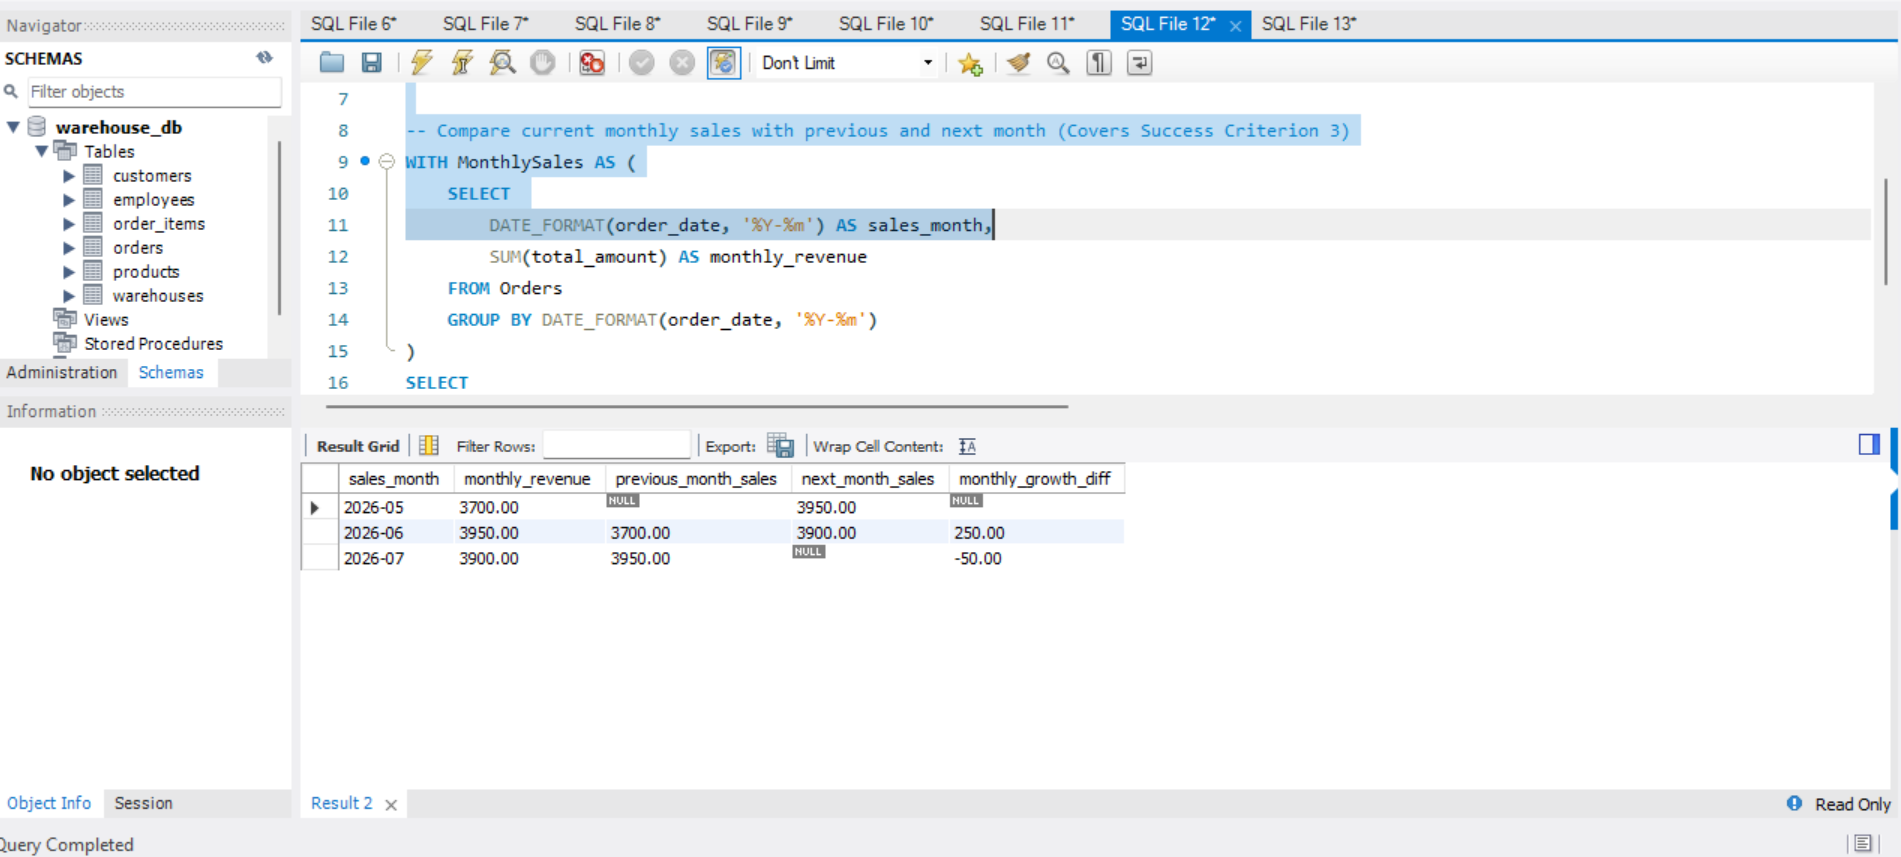 Navigator
SCHEMAS
Filter objects
warehouse_db
Tables
customers
employees
order_items
orders
products
warehouses
Views
Stored Procedures
Administration Schemas
Information
No object selected
Object Info Session
Query Completed
SQL File 6* SQL File 7* SQL File 8* SQL File 9* SQL File 10* SQL File 11* SQL File 12* SQL File 13*
Don't Limit
7
8 -- Compare current monthly sales with previous and next month (Covers Success Criterion 3)
9 WITH MonthlySales AS (
10 SELECT
11 DATE_FORMAT(order_date, '%Y-%m') AS sales_month,
12 SUM(total_amount) AS monthly_revenue
13 FROM Orders
14 GROUP BY DATE_FORMAT(order_date, '%Y-%m')
15 )
16 SELECT
Result Grid Filter Rows: Export: Wrap Cell Content:
sales_month monthly_revenue previous_month_sales next_month_sales monthly_growth_diff
2026-05 3700.00 NULL 3950.00 NULL
2026-06 3950.00 3700.00 3900.00 250.00
2026-07 3900.00 3950.00 NULL -50.00
Result 2
Read Only